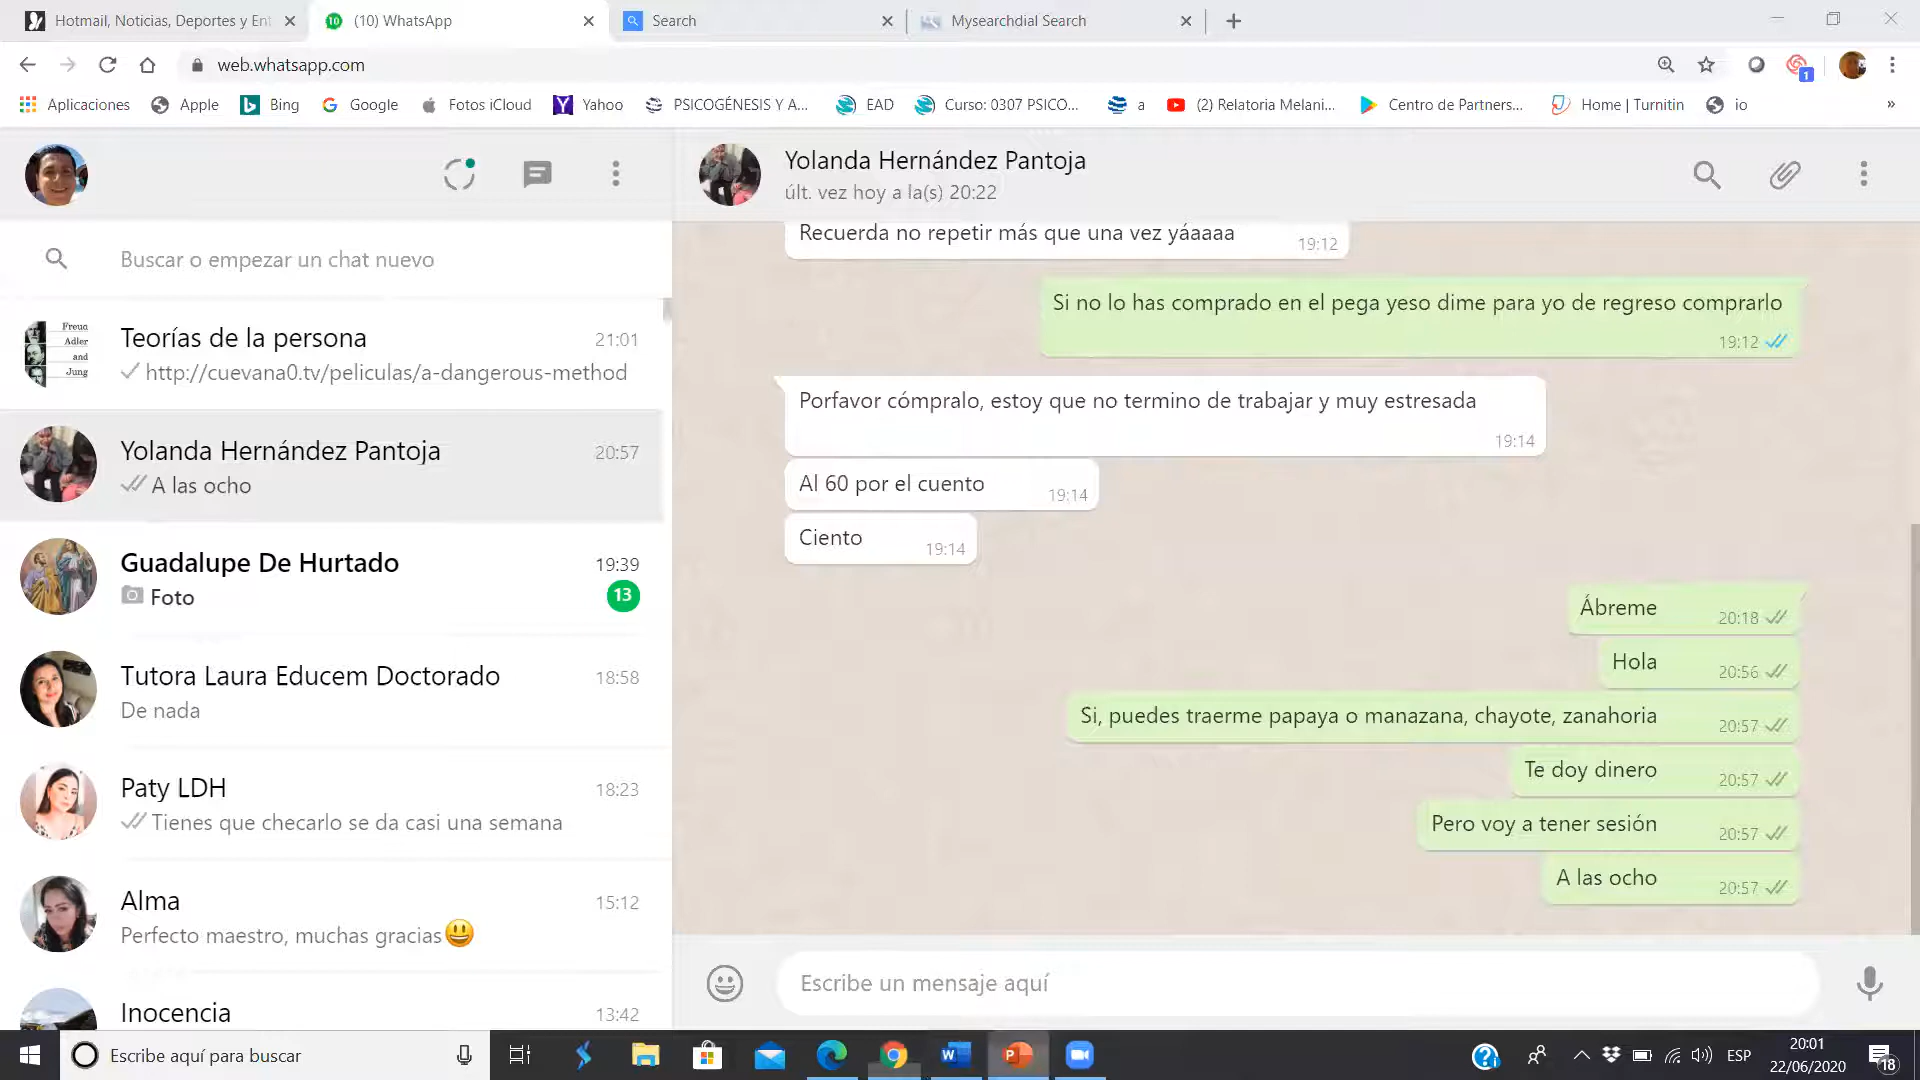 Hotmail, Noticias, Deportes y Ent
(10) WhatsApp
Search
Mysearchdial Search
web.whatsapp.com
1
Aplicaciones
Apple
Bing
Google
Fotos iCloud
Yahoo
PSICOGÉNESIS Y A...
EAD
Curso: 0307 PSICO...
a
(2) Relatoria Melani...
Centro de Partners...
Home | Turnitin
io
»
Buscar o empezar un chat nuevo
Freud
Adler
and
Jung
Teorías de la persona
21:01
http://cuevana0.tv/peliculas/a-dangerous-method
Yolanda Hernández Pantoja
20:57
A las ocho
Guadalupe De Hurtado
19:39
Foto
13
Tutora Laura Educem Doctorado
18:58
De nada
Paty LDH
18:23
Tienes que checarlo se da casi una semana
Alma
15:12
Perfecto maestro, muchas gracias😃
Inocencia
13:42
Yolanda Hernández Pantoja
últ. vez hoy a la(s) 20:22
Recuerda no repetir más que una vez yáaaaa
19:12
Si no lo has comprado en el pega yeso dime para yo de regreso comprarlo
19:12
Porfavor cómpralo, estoy que no termino de trabajar y muy estresada
19:14
Al 60 por el cuento
19:14
Ciento
19:14
Ábreme
20:18
Hola
20:56
Si, puedes traerme papaya o manazana, chayote, zanahoria
20:57
Te doy dinero
20:57
Pero voy a tener sesión
20:57
A las ocho
20:57
Escribe un mensaje aquí
Escribe aquí para buscar
ESP
20:01
22/06/2020
18